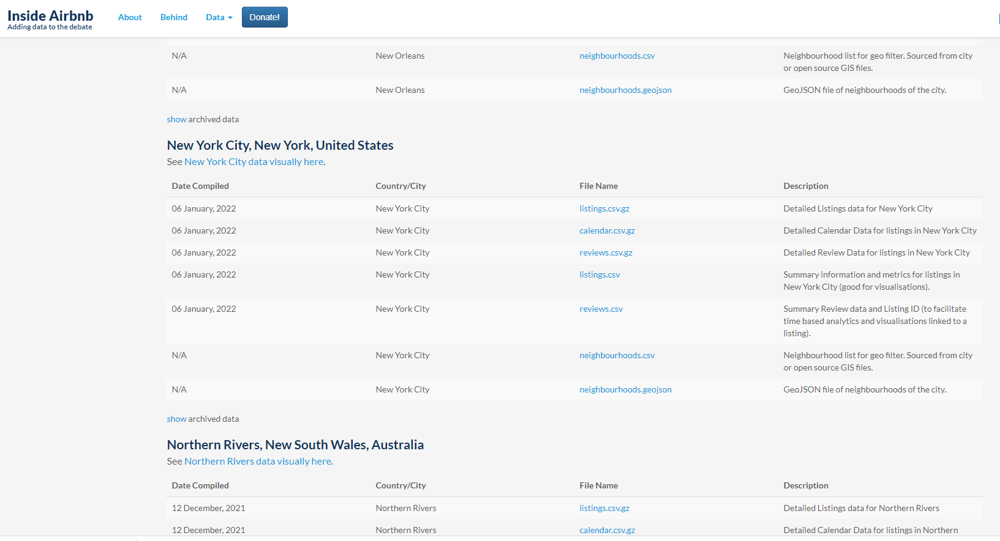 Inside Airbnb
Adding data to the debate
About Behind Data Donate!
N/A New Orleans neighbourhoods.csv Neighbourhood list for geo filter. Sourced from city
or open source GIS files.
N/A New Orleans neighbourhoods.geojson GeoJSON file of neighbourhoods of the city.
show archived data
New York City, New York, United States
See New York City data visually here.
Date Compiled Country/City File Name Description
06 January, 2022 New York City listings.csv.gz Detailed Listings data for New York City
06 January, 2022 New York City calendar.csv.gz Detailed Calendar Data for listings in New York City
06 January, 2022 New York City reviews.csv.gz Detailed Review Data for listings in New York City
06 January, 2022 New York City listings.csv Summary information and metrics for listings in
New York City (good for visualisations).
06 January, 2022 New York City reviews.csv Summary Review data and Listing ID (to facilitate
time based analytics and visualisations linked to a
listing).
N/A New York City neighbourhoods.csv Neighbourhood list for geo filter. Sourced from city
or open source GIS files.
N/A New York City neighbourhoods.geojson GeoJSON file of neighbourhoods of the city.
show archived data
Northern Rivers, New South Wales, Australia
See Northern Rivers data visually here.
Date Compiled Country/City File Name Description
12 December, 2021 Northern Rivers listings.csv.gz Detailed Listings data for Northern Rivers
12 December, 2021 Northern Rivers calendar.csv.gz Detailed Calendar Data for listings in Northern